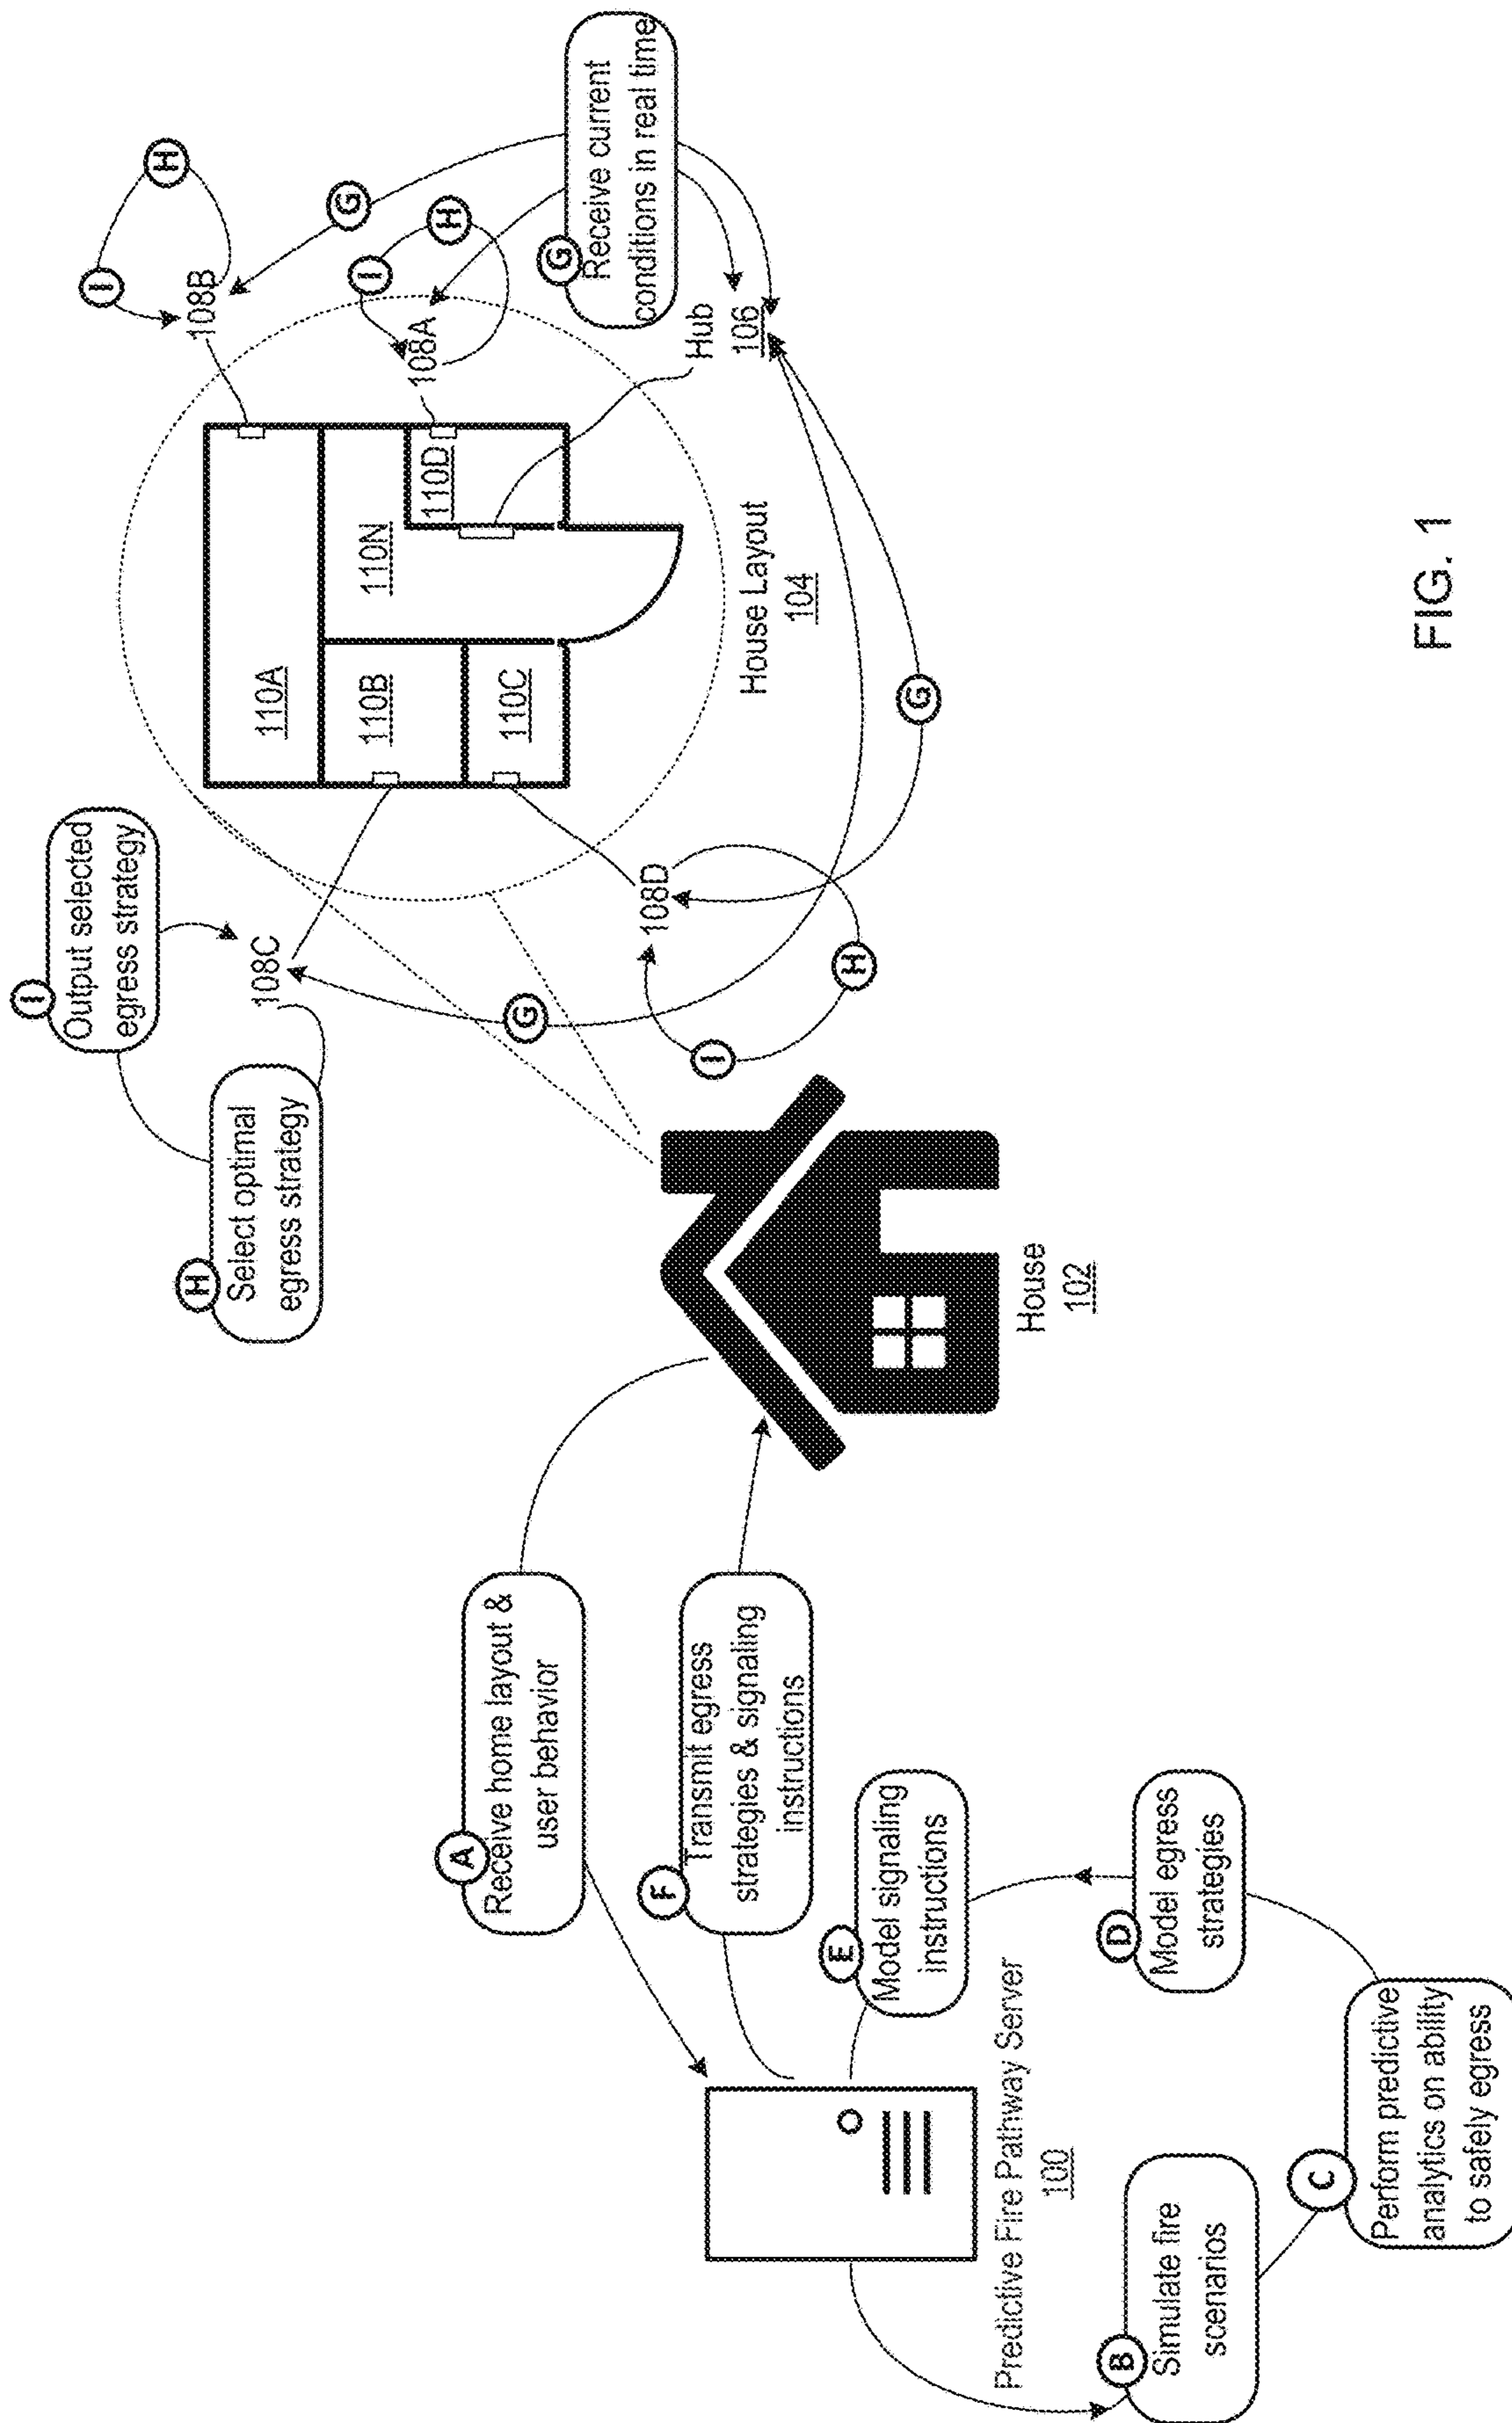 A
Receive home layout &
user behavior
F
Transmit egress
strategies & signaling
instructions
E
Model signaling
instructions
D
Model egress
strategies
C
Perform predictive
analytics on ability
to safely egress
B
Simulate fire
scenarios
Predictive Fire Pathway Server
100
House
102
H
Select optimal
egress strategy
I
Output selected
egress strategy
108C
G
I
H
108D
G
110A
110B
110C
110N
110D
House Layout
104
108B
I
H
G
108A
I
H
Hub
106
G
Receive current
conditions in real time
FIG. 1